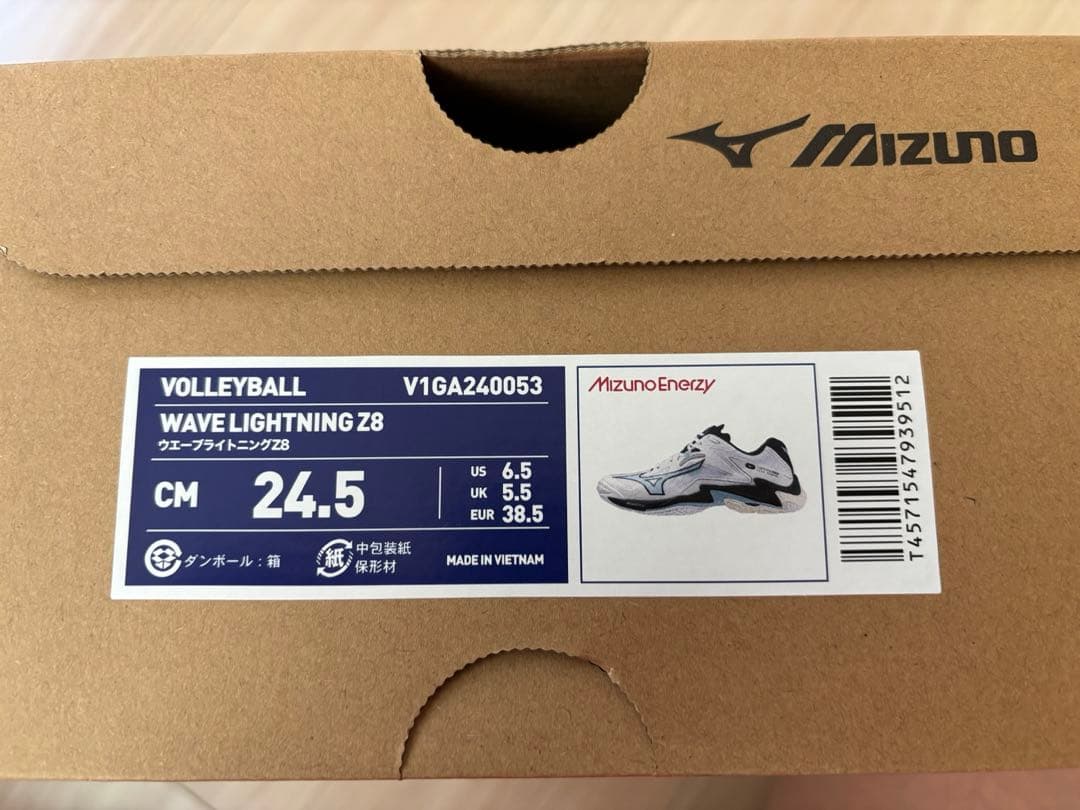 MIZUNO
VOLLEYBALL V1GA240053
WAVE LIGHTNING Z8
ウエーブライトニングZ8
CM 24.5
US 6.5
UK 5.5
EUR 38.5
ダンボール：箱
紙 中包装紙
保形材
MADE IN VIETNAM
MizunoEnerzy
T4571547939512